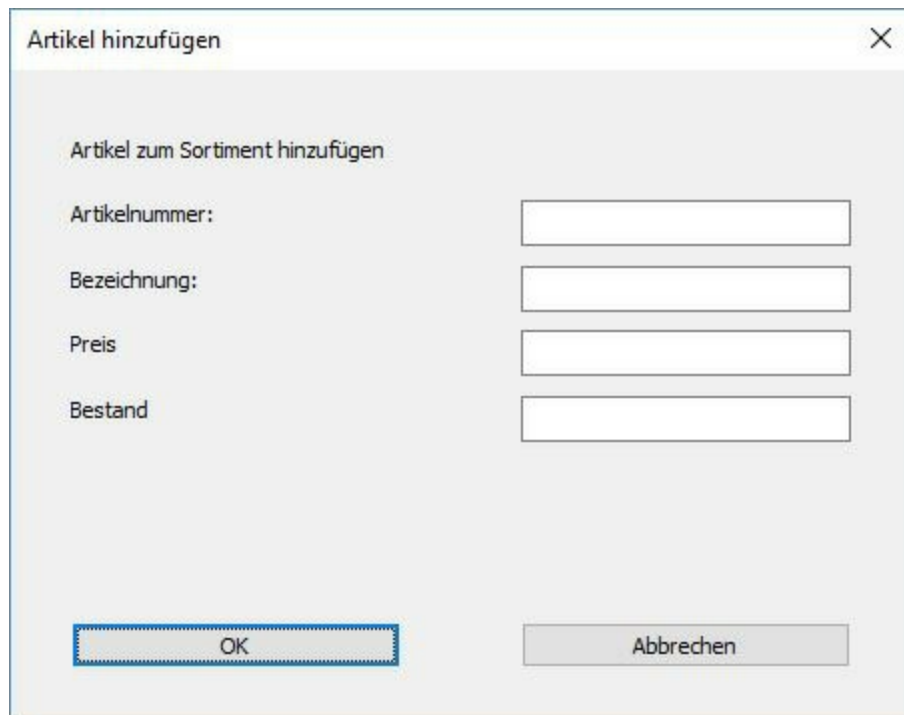 Artikel hinzufügen
Artikel zum Sortiment hinzufügen
Artikelnummer:
Bezeichnung:
Preis
Bestand
OK Abbrechen